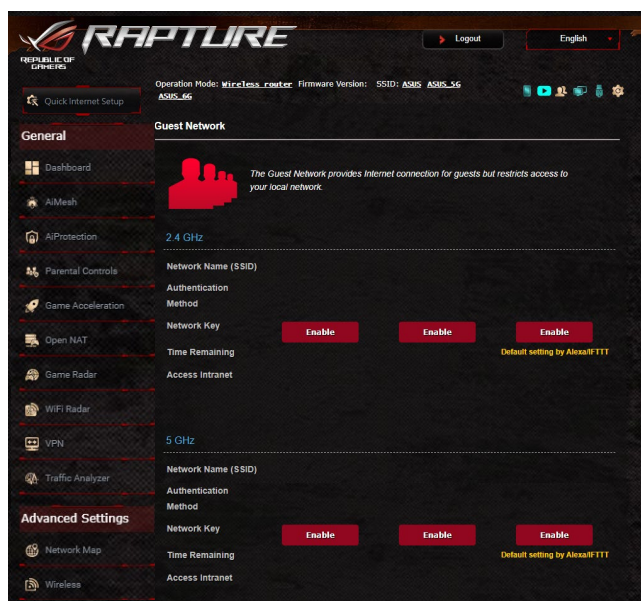 RAPTURE
REPUBLIC OF
GAMERS
Logout
English
Quick Internet Setup
Operation Mode: Wireless router Firmware Version: SSID: ASUS ASUS_5G
ASUS_6G
General
Dashboard
AiMesh
AiProtection
Parental Controls
Game Acceleration
Open NAT
Game Radar
WiFi Radar
VPN
Traffic Analyzer
Advanced Settings
Network Map
Wireless
Guest Network
The Guest Network provides Internet connection for guests but restricts access to
your local network.
2.4 GHz
Network Name (SSID)
Authentication
Method
Network Key
Enable Enable Enable
Time Remaining
Default setting by Alexa/IFTTT
Access Intranet
5 GHz
Network Name (SSID)
Authentication
Method
Network Key
Enable Enable Enable
Time Remaining
Default setting by Alexa/IFTTT
Access Intranet